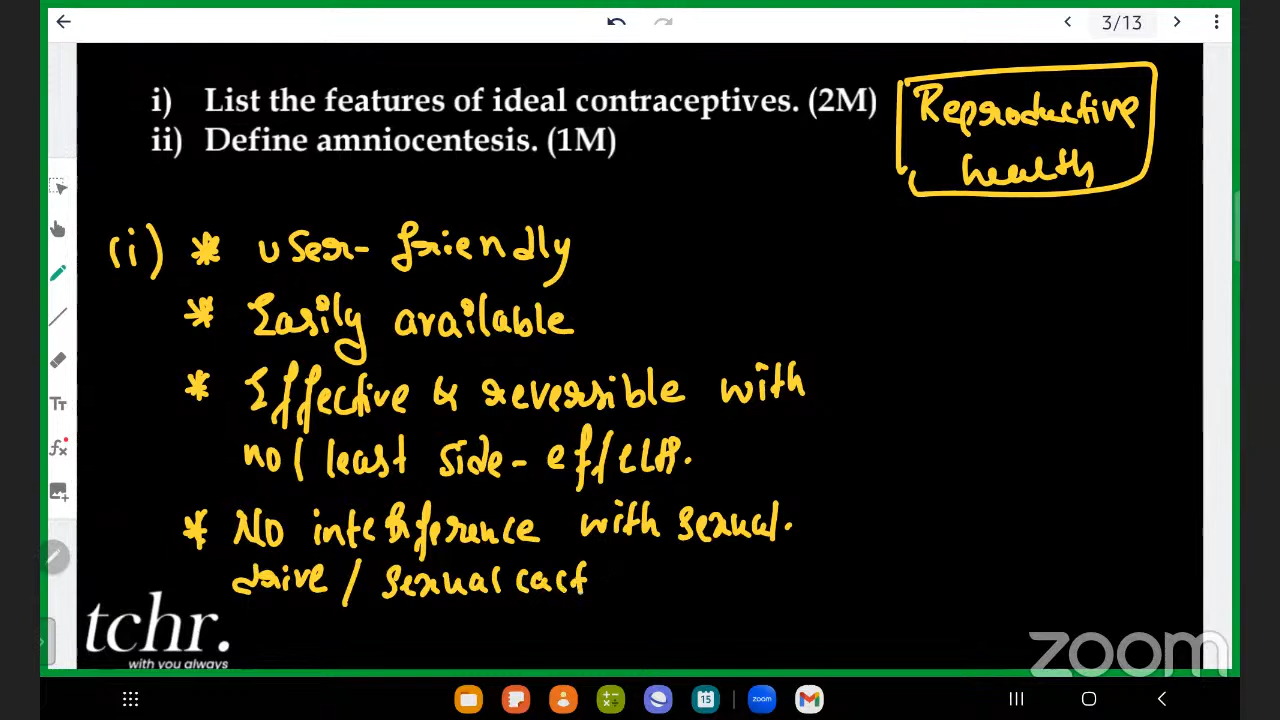 3/13
i) List the features of ideal contraceptives. (2M)
ii) Define amniocentesis. (1M)
Reproductive
health
(i) * User-friendly
* Easily available
* Effective & reversible with
no/least side-effects.
* No interference with sexual.
drive / sexual act
tchr.
with you always
zoom
15
zoom